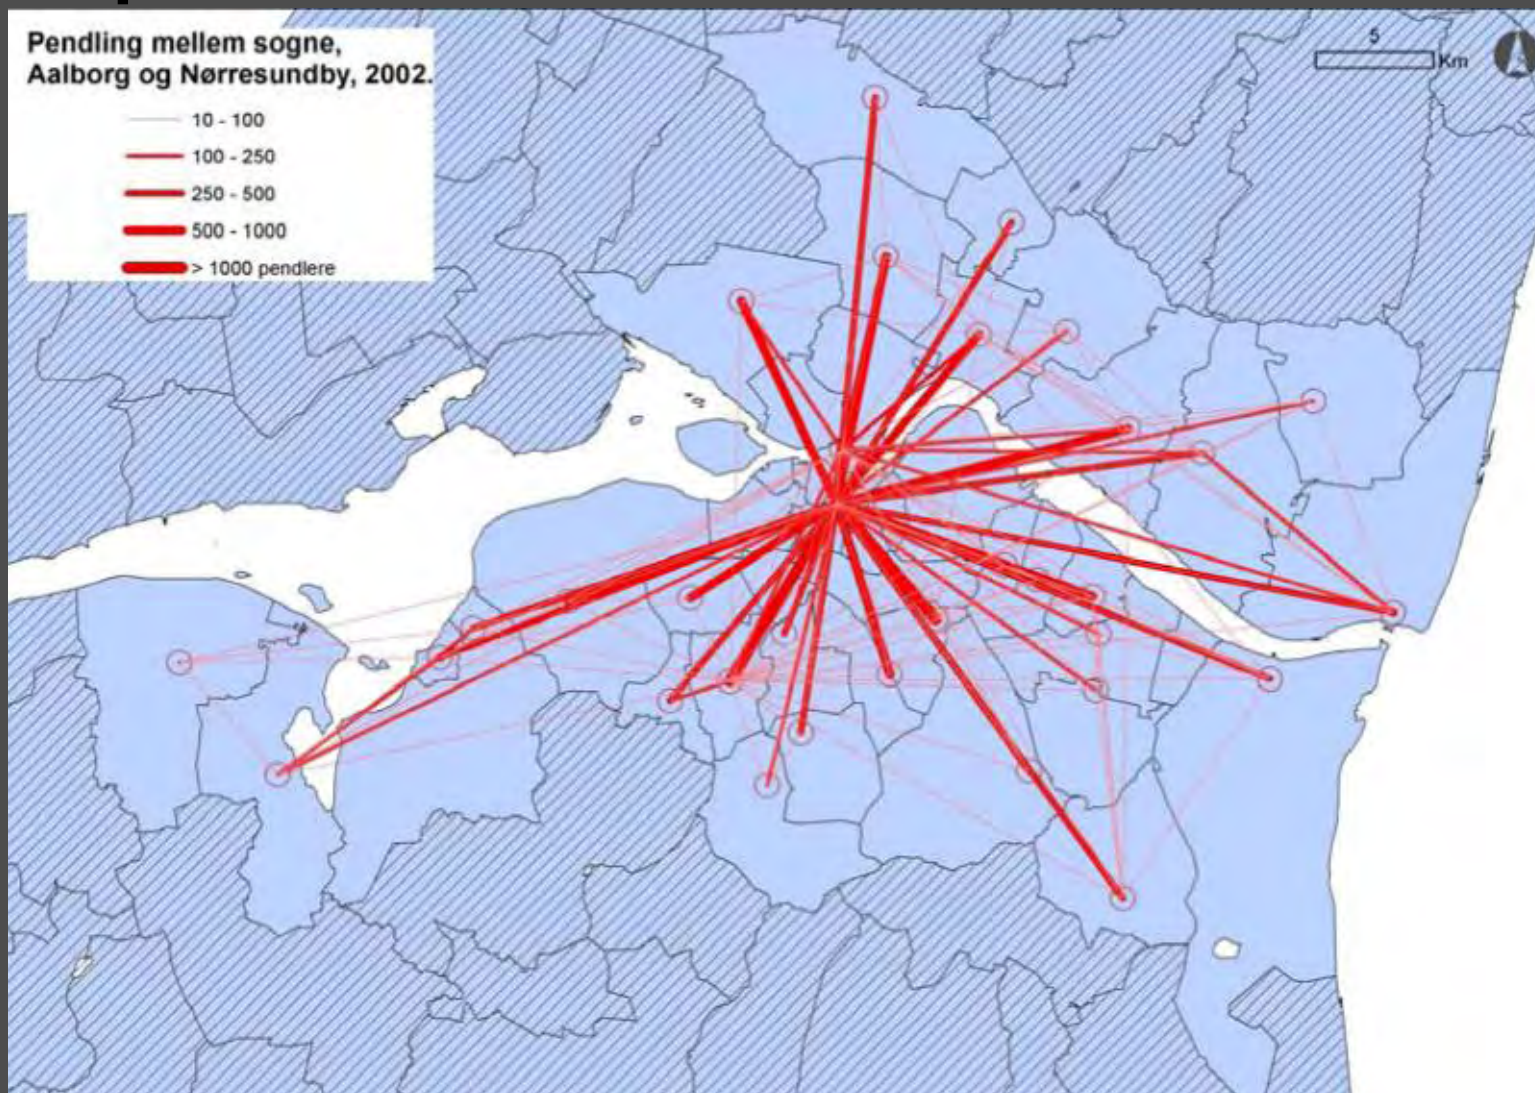 Pendling mellem sogne,
Aalborg og Nørresundby, 2002.
10 - 100
100 - 250
250 - 500
500 - 1000
> 1000 pendlere
5
Km